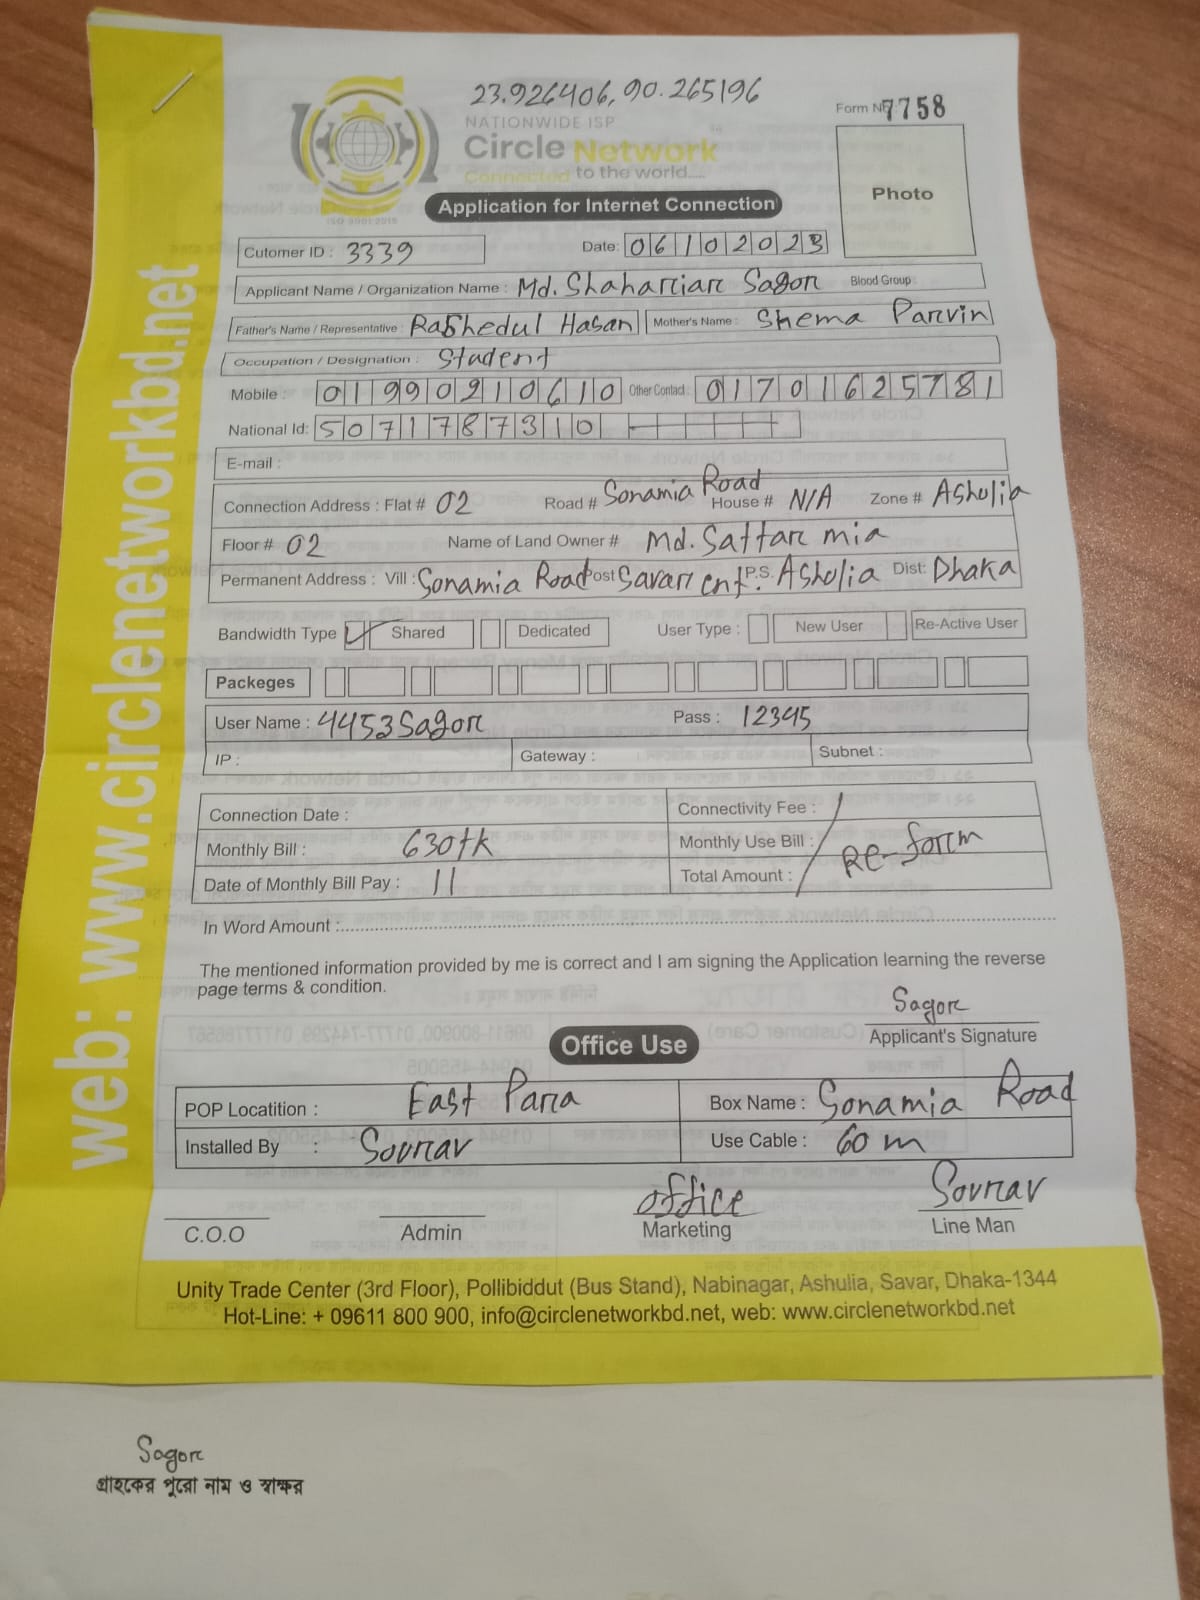 23.926406, 90.265196
NATIONWIDE ISP
Form No 7758
Circle Network
Connected to the world.....
Photo
ISO 9001:2015
Application for Internet Connection
Cutomer ID : 3339 Date: 06102023
Applicant Name / Organization Name : Md. Shahariar Sagor Blood Group :
Father's Name / Representative : Rashedul Hasan Mother's Name : Shema Parvin
Occupation / Designation : Student
Mobile : 01990210610 Other Contact : 01701625781
National Id: 5071787310
E-mail :
Connection Address : Flat # 02 Road # Sonamia Road House # N/A Zone # Ashulia
Floor # 02 Name of Land Owner # Md. Sattar mia
Permanent Address : Vill : Sonamia Road Post Savar cnt. P.S. Ashulia Dist: Dhaka
Bandwidth Type Shared Dedicated User Type : New User Re-Active User
Packeges
User Name : 4453Sagor Pass : 12345
IP : Gateway : Subnet :
Connection Date : Connectivity Fee :
Monthly Bill : 630tk Monthly Use Bill : Re-form
Date of Monthly Bill Pay : 11 Total Amount :
In Word Amount :
The mentioned information provided by me is correct and I am signing the Application learning the reverse
page terms & condition.
Sagor
Applicant's Signature
Office Use
POP Locatition : East Para Box Name : Sonamia Road
Installed By : Sourav Use Cable : 60 m
office Sourav
C.O.O Admin Marketing Line Man
Unity Trade Center (3rd Floor), Pollibiddut (Bus Stand), Nabinagar, Ashulia, Savar, Dhaka-1344
Hot-Line: + 09611 800 900, info@circlenetworkbd.net, web: www.circlenetworkbd.net
web: www.circlenetworkbd.net
Sagor
গ্রাহকের পুরো নাম ও স্বাক্ষর